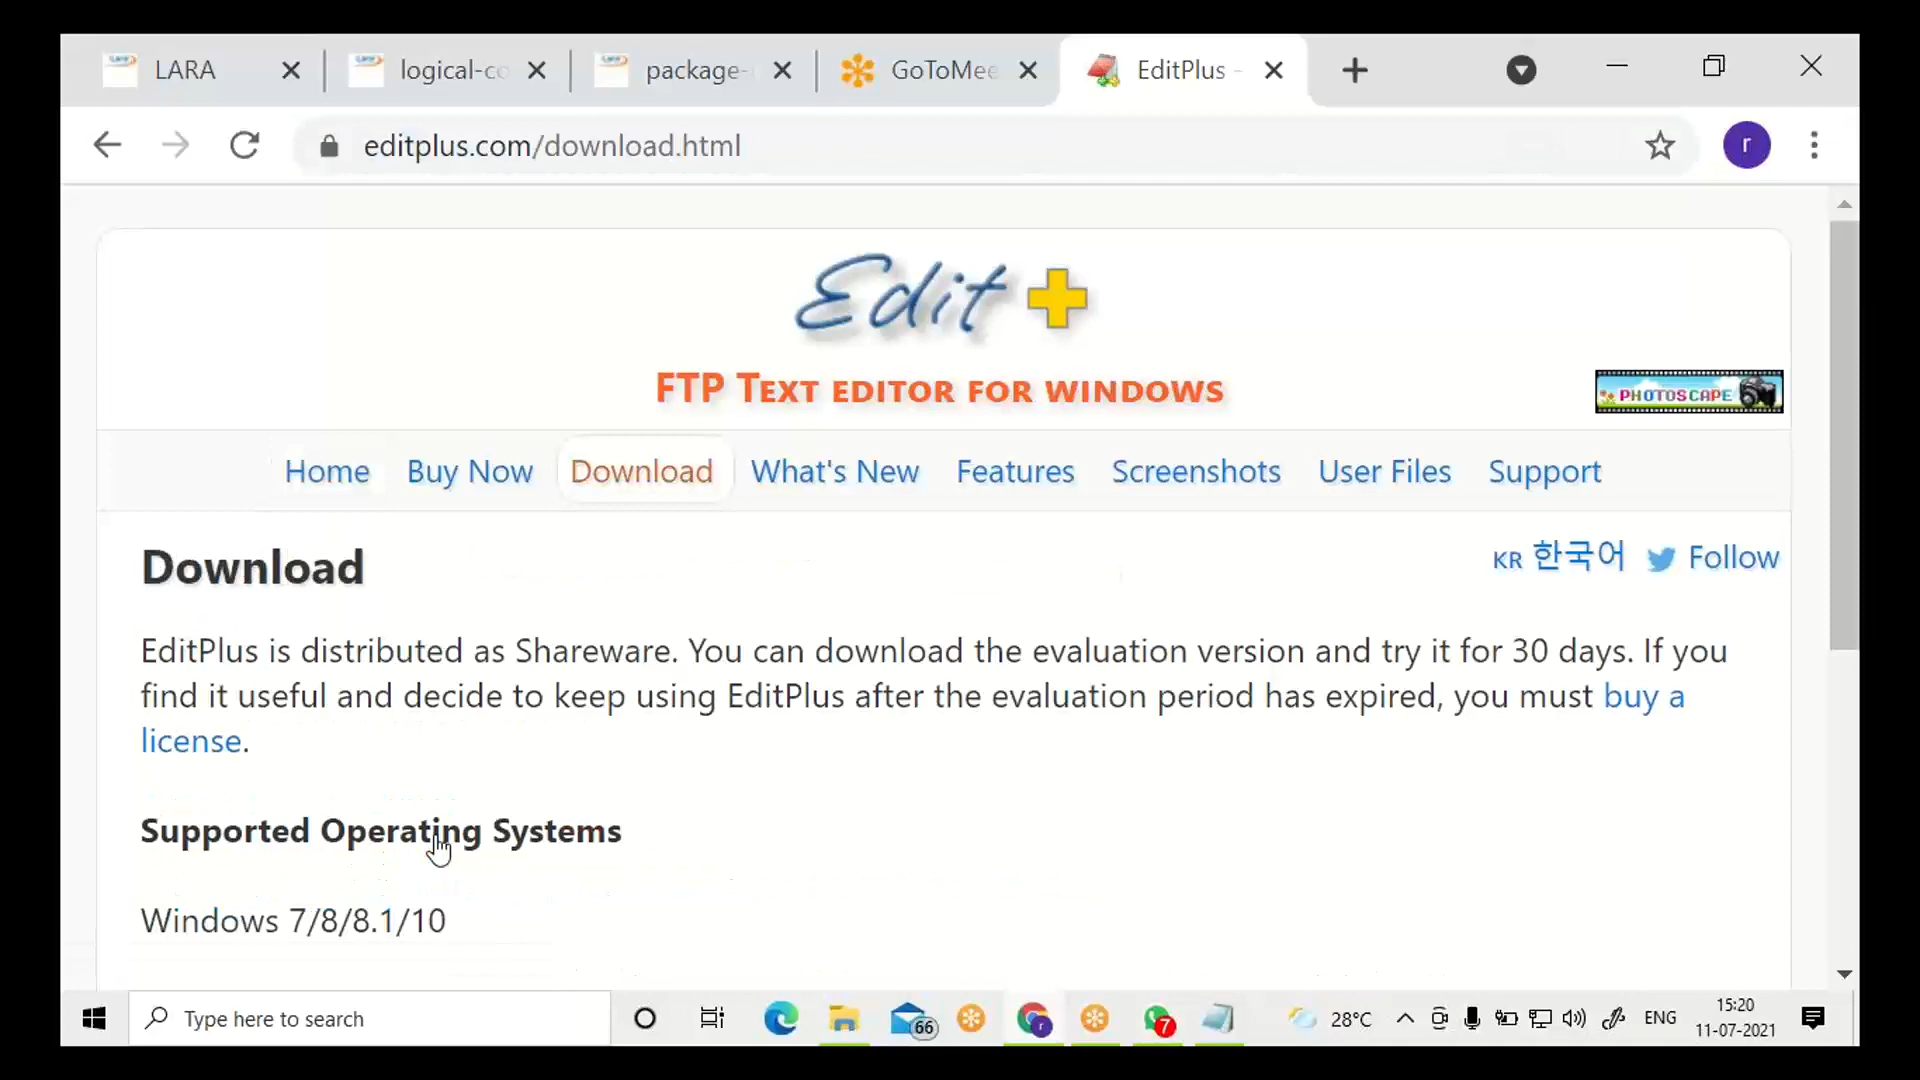 LARA
logical-co
package-
GoToMee
EditPlus -
editplus.com/download.html
r
Edit
FTP TEXT EDITOR FOR WINDOWS
PHOTOSCAPE
Home
Buy Now
Download
What's New
Features
Screenshots
User Files
Support
Download
KR 한국어
Follow
EditPlus is distributed as Shareware. You can download the evaluation version and try it for 30 days. If you
find it useful and decide to keep using EditPlus after the evaluation period has expired, you must buy a
license.
Supported Operating Systems
Windows 7/8/8.1/10
Type here to search
66
r
7
28°C
ENG
15:20
11-07-2021